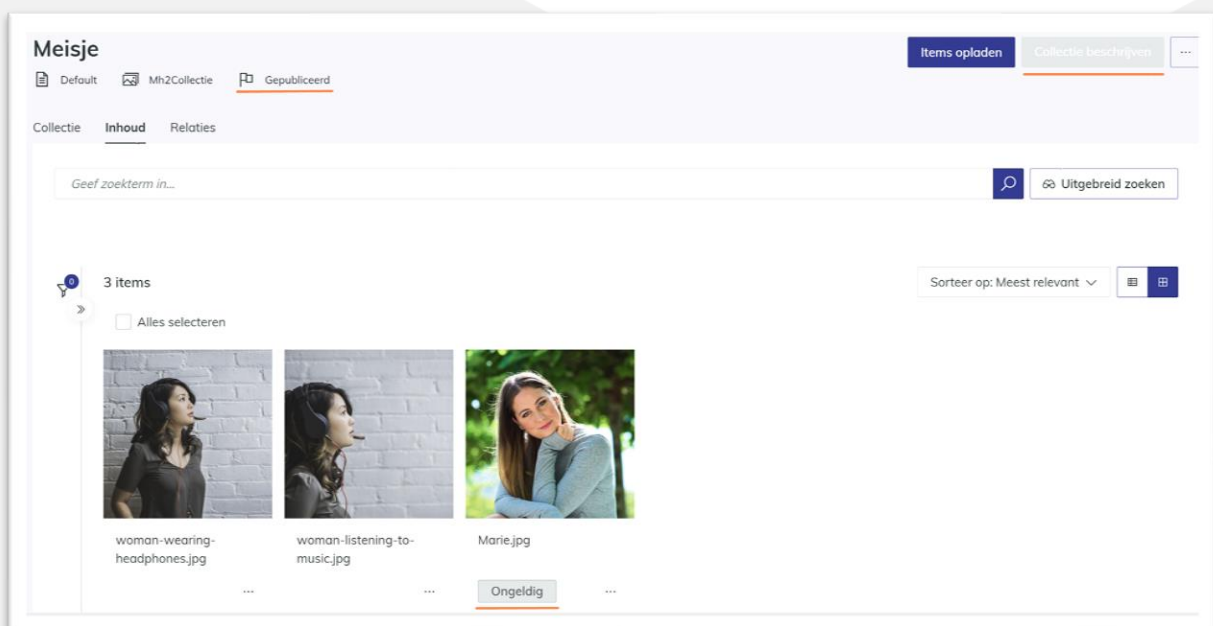 Meisje
Items opladen
Collectie beschrijven
...
Default
Mh2Collectie
Gepubliceerd
Collectie
Inhoud
Relaties
Geef zoekterm in...
Uitgebreid zoeken
0
3 items
Sorteer op: Meest relevant
Alles selecteren
woman-wearing-
headphones.jpg
woman-listening-to-
music.jpg
Marie.jpg
...
...
Ongeldig
...